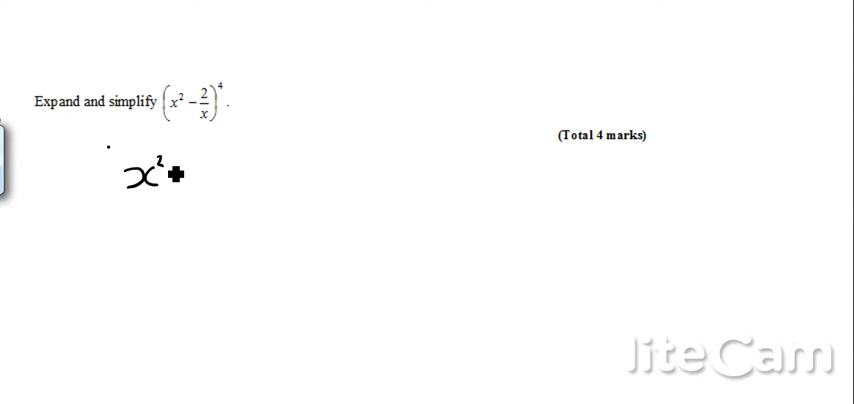 Expand and simplify (x² − 2/x)⁴.
(Total 4 marks)
x²
liteCam